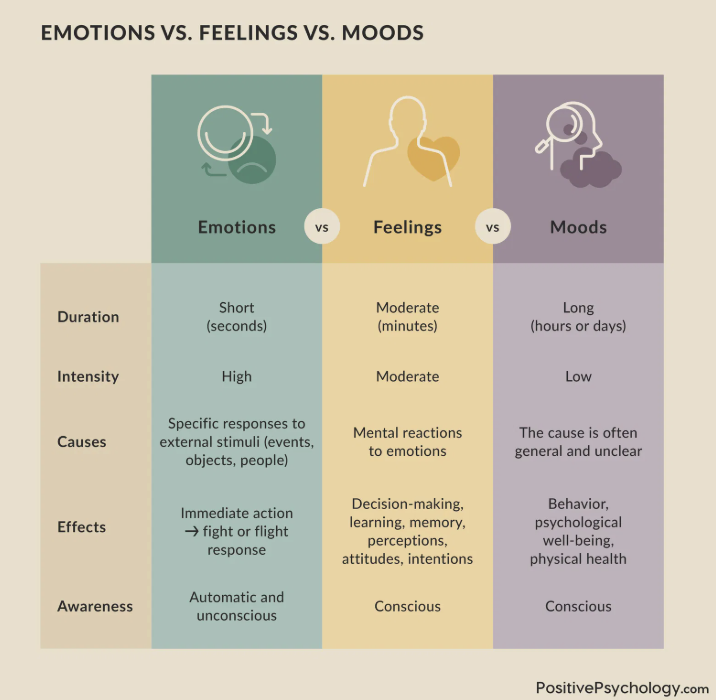 EMOTIONS VS. FEELINGS VS. MOODS
Emotions
vs
Feelings
vs
Moods
Duration
Short
(seconds)
Moderate
(minutes)
Long
(hours or days)
Intensity
High
Moderate
Low
Causes
Specific responses to
external stimuli (events,
objects, people)
Mental reactions
to emotions
The cause is often
general and unclear
Effects
Immediate action
→ fight or flight
response
Decision-making,
learning, memory,
perceptions,
attitudes, intentions
Behavior,
psychological
well-being,
physical health
Awareness
Automatic and
unconscious
Conscious
Conscious
PositivePsychology.com